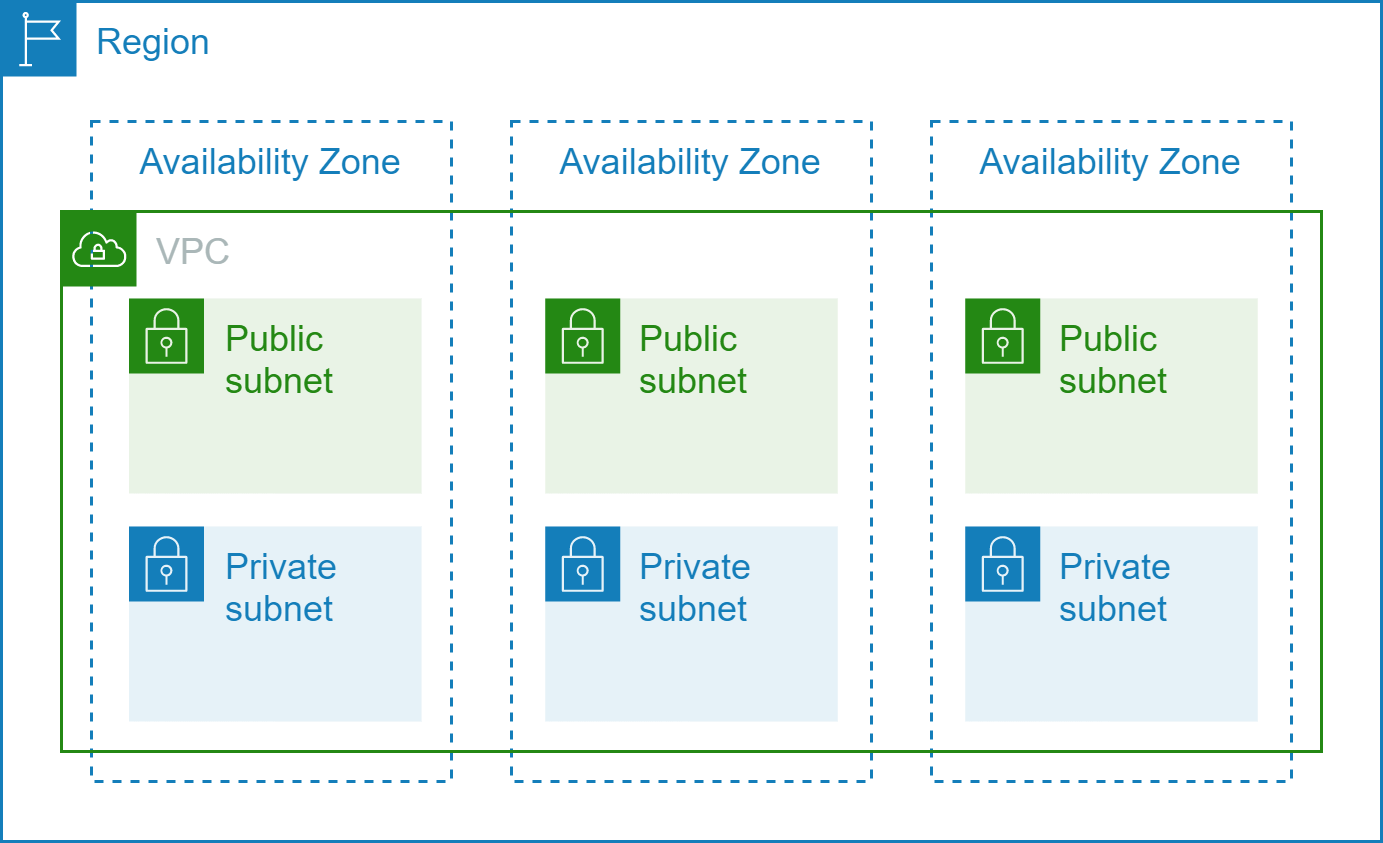 Region
Availability Zone
Availability Zone
Availability Zone
VPC
Public
subnet
Public
subnet
Public
subnet
Private
subnet
Private
subnet
Private
subnet